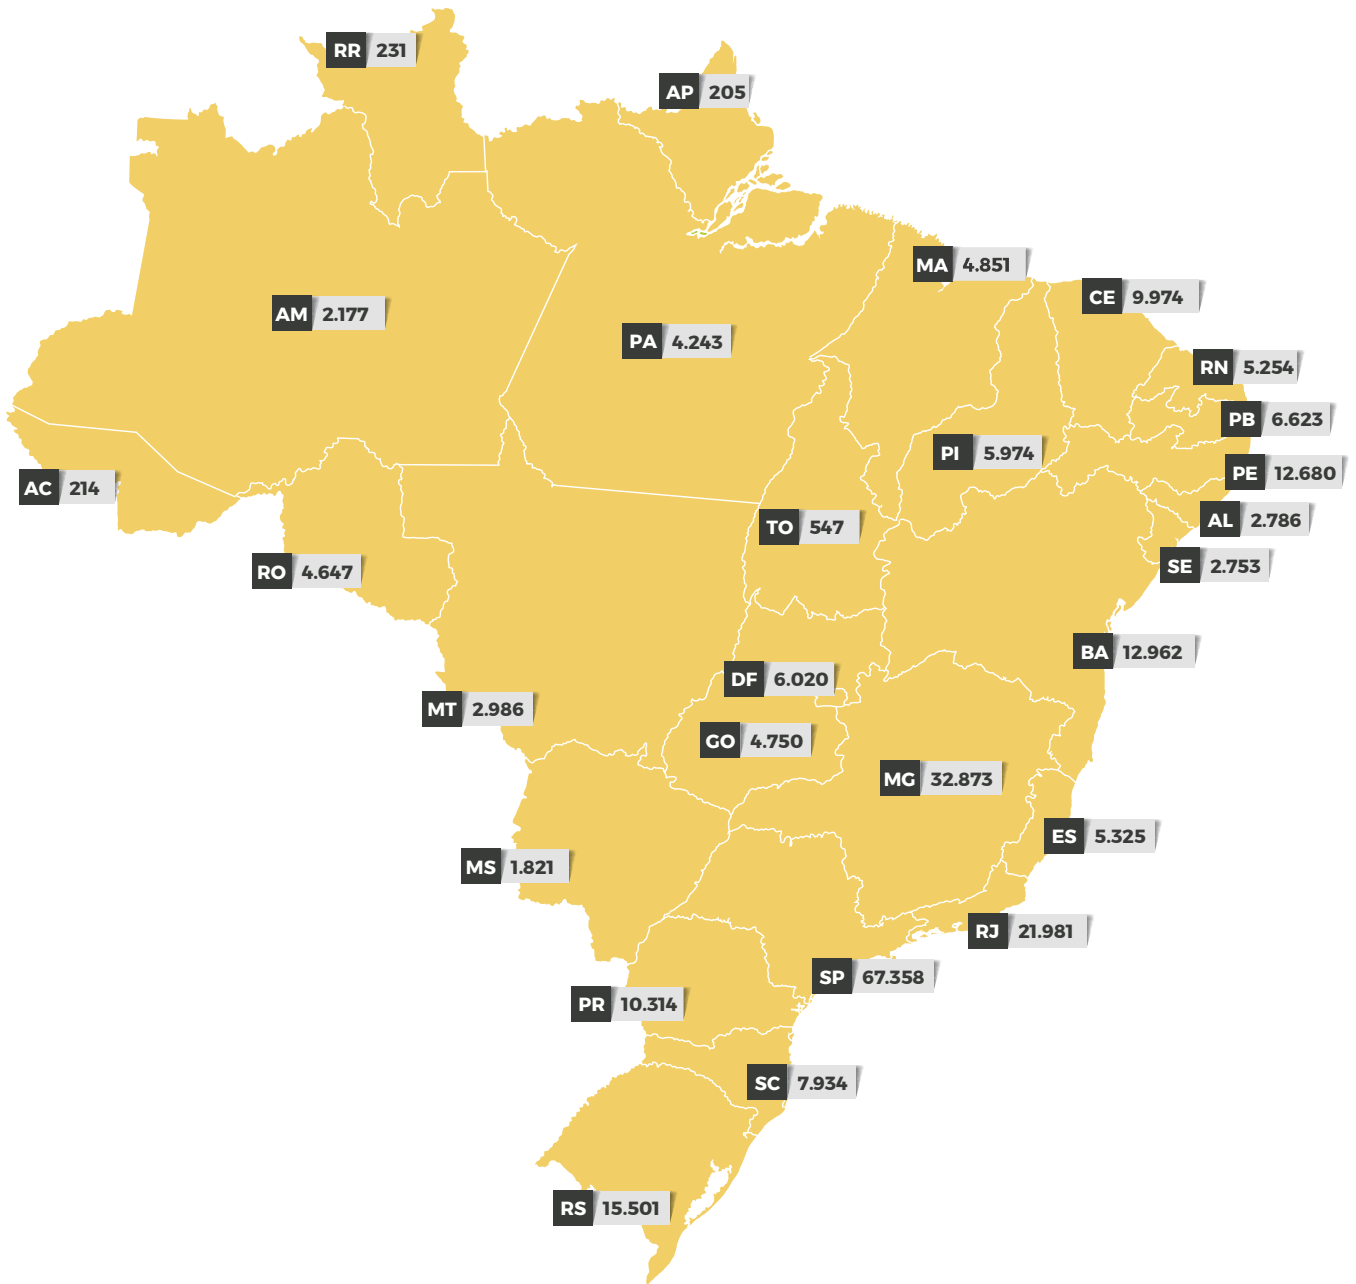 RR 231
AP 205
MA 4.851
CE 9.974
AM 2.177
PA 4.243
RN 5.254
PB 6.623
PI 5.974
PE 12.680
AC 214
AL 2.786
TO 547
SE 2.753
RO 4.647
BA 12.962
DF 6.020
MT 2.986
GO 4.750
MG 32.873
ES 5.325
MS 1.821
RJ 21.981
SP 67.358
PR 10.314
SC 7.934
RS 15.501